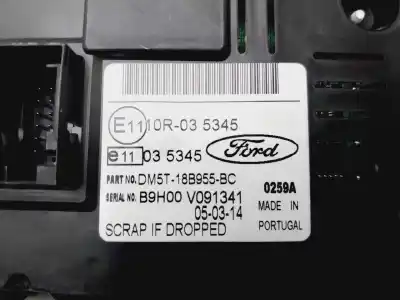 E11 10R-03 5345
e11 03 5345
Ford
PART NO. DM5T-18B955-BC
0259A
SERIAL NO. B9H00 V091341
05-03-14
MADE IN
PORTUGAL
SCRAP IF DROPPED